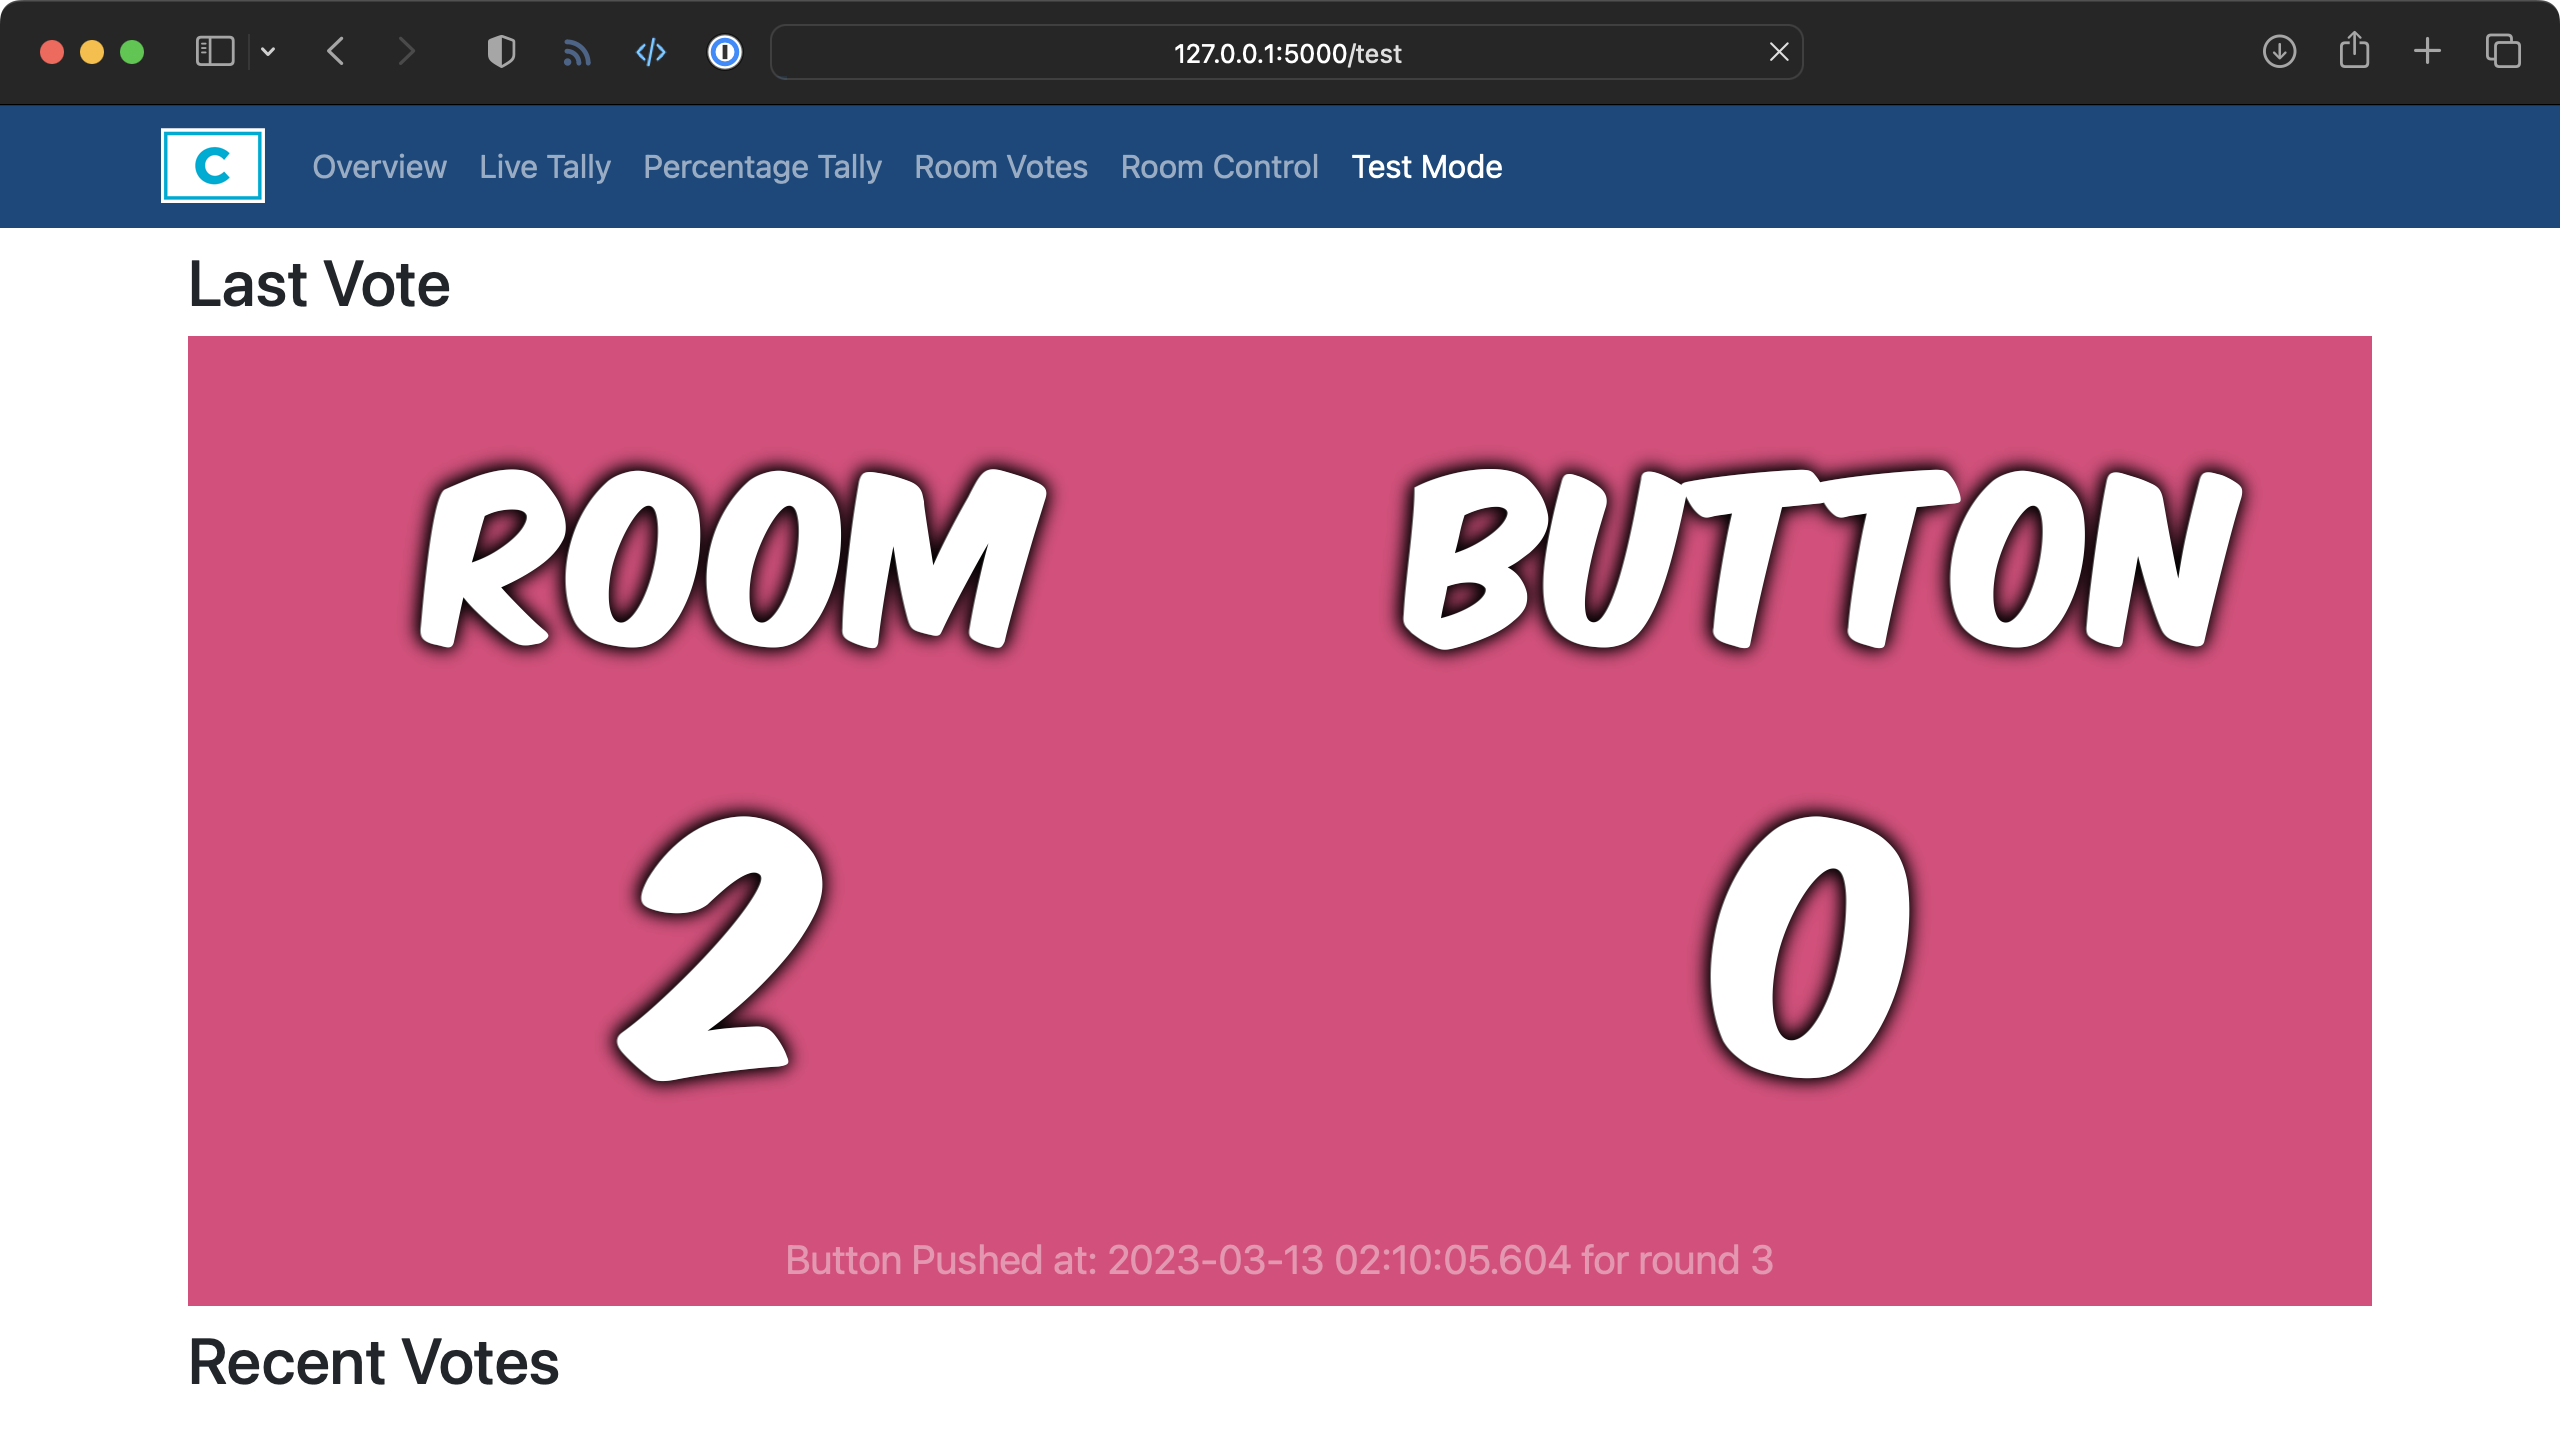 127.0.0.1:5000/test
C Overview Live Tally Percentage Tally Room Votes Room Control Test Mode
Last Vote
ROOM BUTTON
2 0
Button Pushed at: 2023-03-13 02:10:05.604 for round 3
Recent Votes